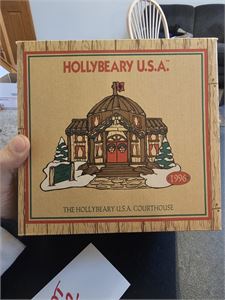 HOLLYBEARY U.S.A.™
1996
THE HOLLYBEARY U.S.A. COURTHOUSE